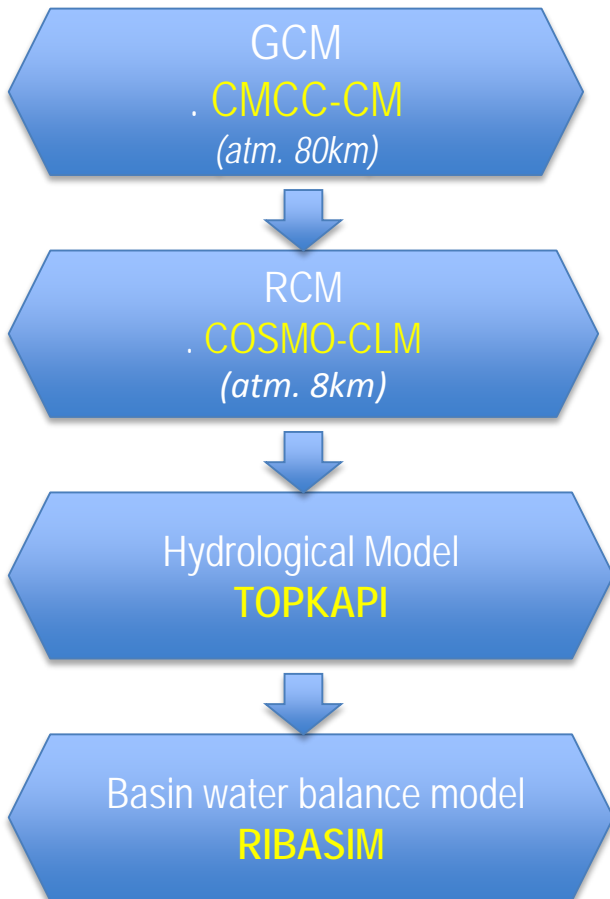 GCM
. CMCC-CM
(atm. 80km)
RCM
. COSMO-CLM
(atm. 8km)
Hydrological Model
TOPKAPI
Basin water balance model
RIBASIM